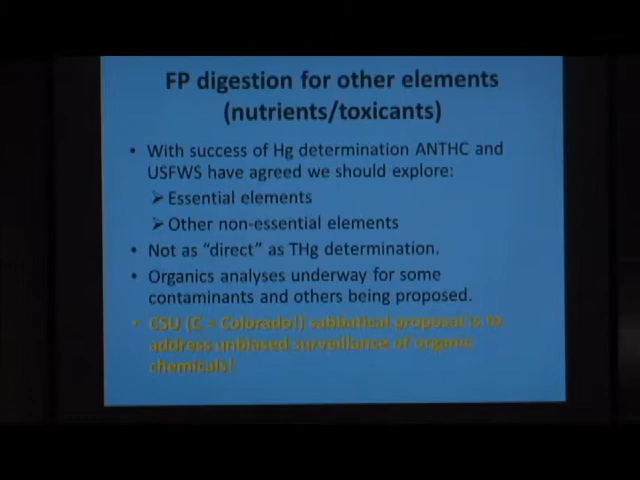 FP digestion for other elements
(nutrients/toxicants)
• With success of Hg determination ANTHC and
USFWS have agreed we should explore:
➢ Essential elements
➢ Other non-essential elements
• Not as “direct” as THg determination.
• Organics analyses underway for some
contaminants and others being proposed.
• CSU (C = Colorado!) sabbatical proposal is to
address unbiased surveillance of organic
chemicals!